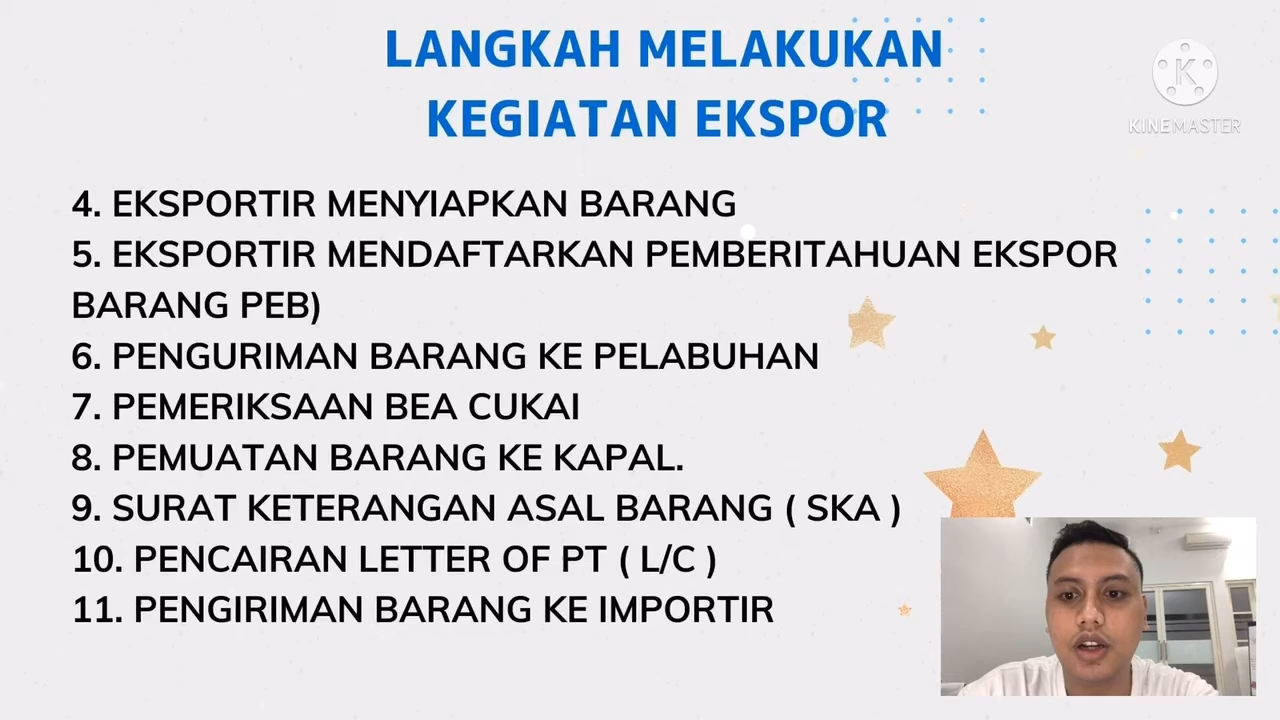 LANGKAH MELAKUKAN
KEGIATAN EKSPOR
K
KINEMASTER
4. EKSPORTIR MENYIAPKAN BARANG
5. EKSPORTIR MENDAFTARKAN PEMBERITAHUAN EKSPOR
BARANG PEB)
6. PENGURIMAN BARANG KE PELABUHAN
7. PEMERIKSAAN BEA CUKAI
8. PEMUATAN BARANG KE KAPAL.
9. SURAT KETERANGAN ASAL BARANG ( SKA )
10. PENCAIRAN LETTER OF PT ( L/C )
11. PENGIRIMAN BARANG KE IMPORTIR